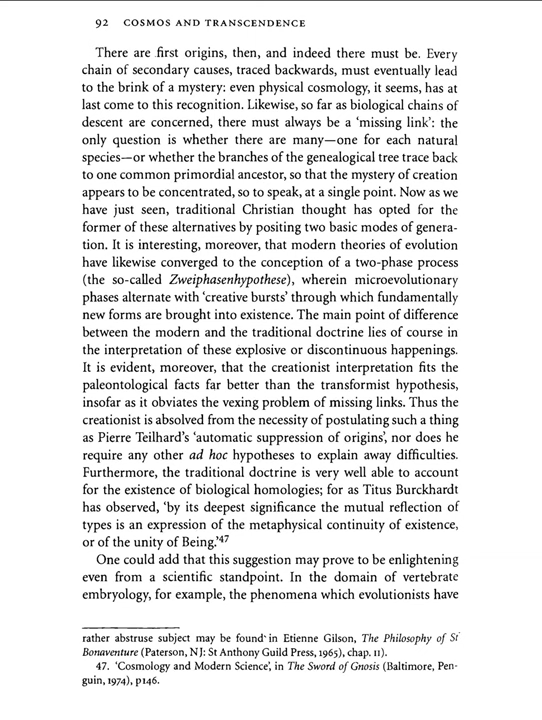 92 COSMOS AND TRANSCENDENCE
There are first origins, then, and indeed there must be. Every
chain of secondary causes, traced backwards, must eventually lead
to the brink of a mystery: even physical cosmology, it seems, has at
last come to this recognition. Likewise, so far as biological chains of
descent are concerned, there must always be a ‘missing link’: the
only question is whether there are many—one for each natural
species—or whether the branches of the genealogical tree trace back
to one common primordial ancestor, so that the mystery of creation
appears to be concentrated, so to speak, at a single point. Now as we
have just seen, traditional Christian thought has opted for the
former of these alternatives by positing two basic modes of genera-
tion. It is interesting, moreover, that modern theories of evolution
have likewise converged to the conception of a two-phase process
(the so-called Zweiphasenhypothese), wherein microevolutionary
phases alternate with ‘creative bursts’ through which fundamentally
new forms are brought into existence. The main point of difference
between the modern and the traditional doctrine lies of course in
the interpretation of these explosive or discontinuous happenings.
It is evident, moreover, that the creationist interpretation fits the
paleontological facts far better than the transformist hypothesis,
insofar as it obviates the vexing problem of missing links. Thus the
creationist is absolved from the necessity of postulating such a thing
as Pierre Teilhard’s ‘automatic suppression of origins’, nor does he
require any other ad hoc hypotheses to explain away difficulties.
Furthermore, the traditional doctrine is very well able to account
for the existence of biological homologies; for as Titus Burckhardt
has observed, ‘by its deepest significance the mutual reflection of
types is an expression of the metaphysical continuity of existence,
or of the unity of Being.’47
One could add that this suggestion may prove to be enlightening
even from a scientific standpoint. In the domain of vertebrate
embryology, for example, the phenomena which evolutionists have
rather abstruse subject may be found in Etienne Gilson, The Philosophy of St
Bonaventure (Paterson, NJ: St Anthony Guild Press, 1965), chap. 11).
47. ‘Cosmology and Modern Science’, in The Sword of Gnosis (Baltimore, Pen-
guin, 1974), p146.